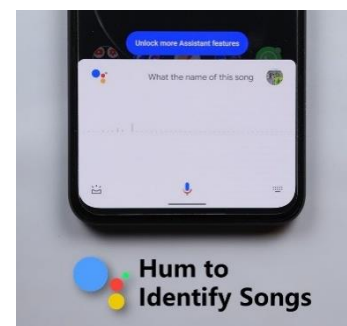 Unlock more Assistant features
What the name of this song
Hum to
Identify Songs